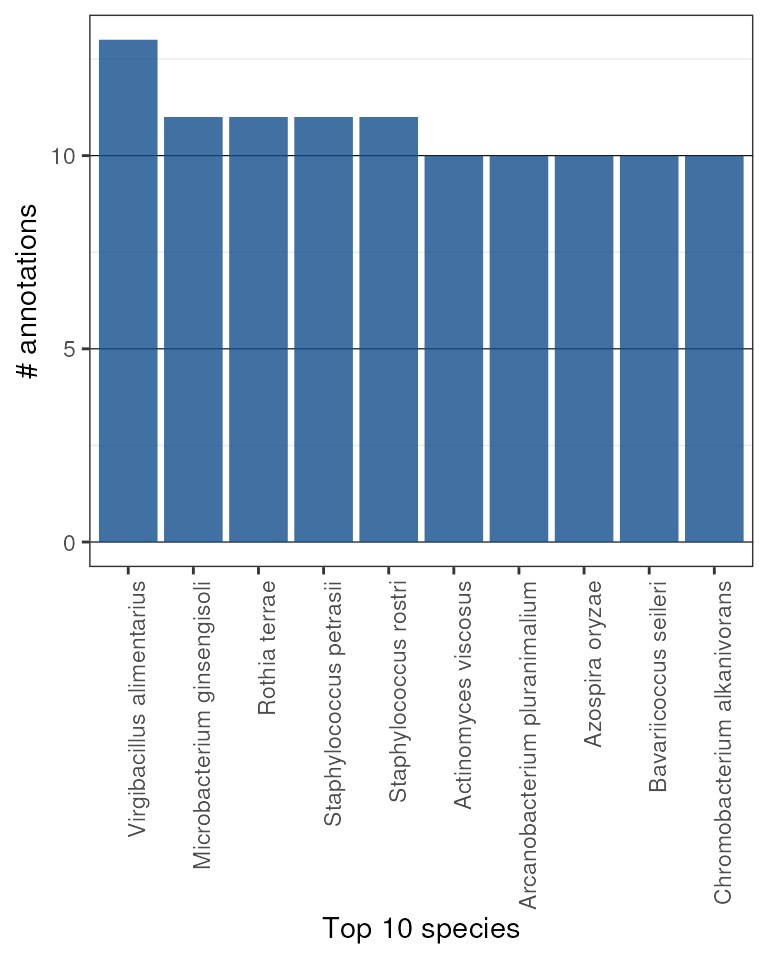 # annotations
10
5
0
Virgibacillus alimentarius
Microbacterium ginsengisoli
Rothia terrae
Staphylococcus petrasii
Staphylococcus rostri
Actinomyces viscosus
Arcanobacterium pluranimalium
Azospira oryzae
Bavariicoccus seileri
Chromobacterium alkanivorans
Top 10 species